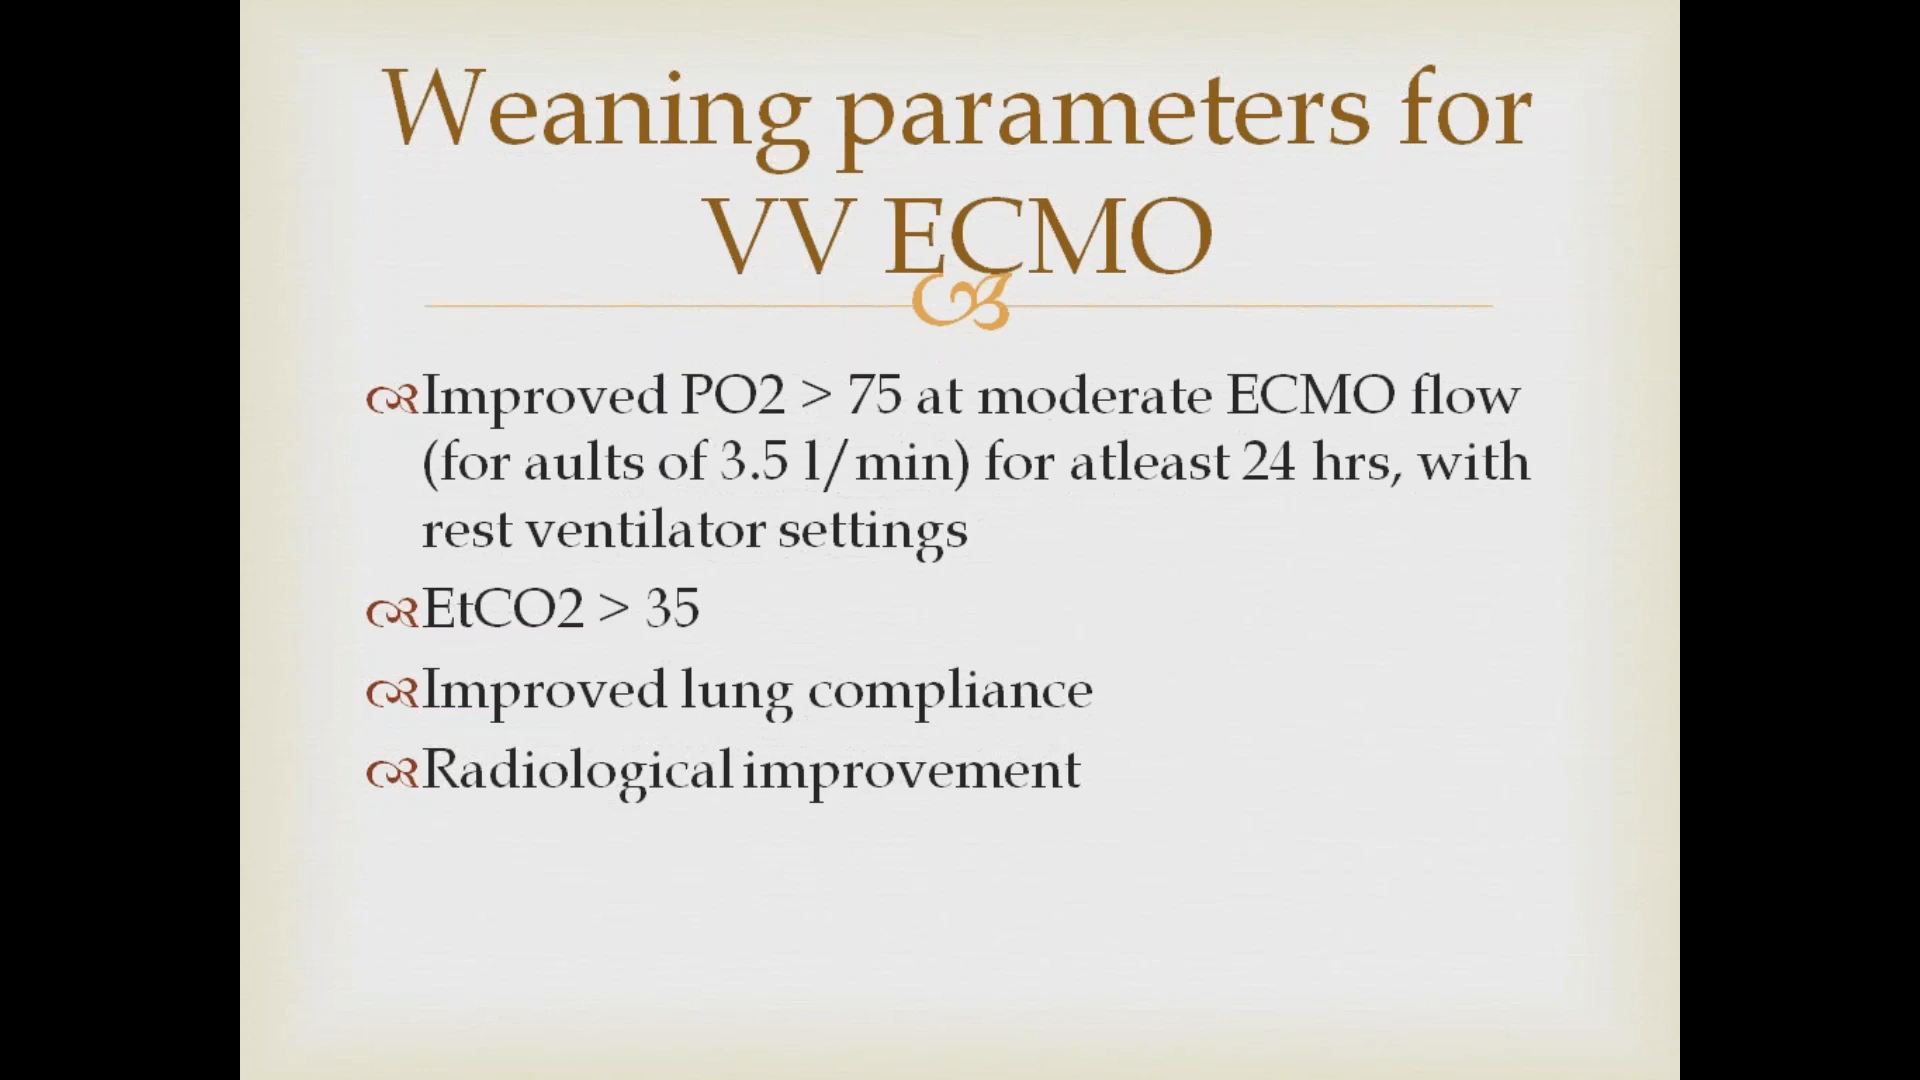 Weaning parameters for
VV ECMO
Improved PO2 > 75 at moderate ECMO flow
(for aults of 3.5 l/min) for atleast 24 hrs, with
rest ventilator settings
EtCO2 > 35
Improved lung compliance
Radiological improvement